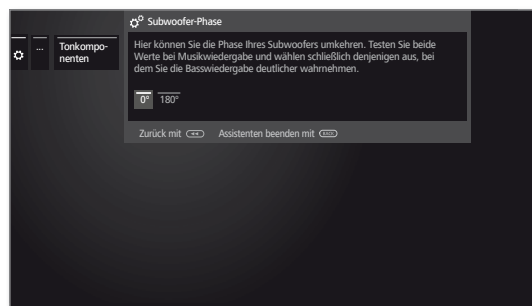 Subwoofer-Phase
...
Tonkompo-
nenten
Hier können Sie die Phase Ihres Subwoofers umkehren. Testen Sie beide
Werte bei Musikwiedergabe und wählen schließlich denjenigen aus, bei
dem Sie die Basswiedergabe deutlicher wahrnehmen.
0° 180°
Zurück mit Assistenten beenden mit BACK